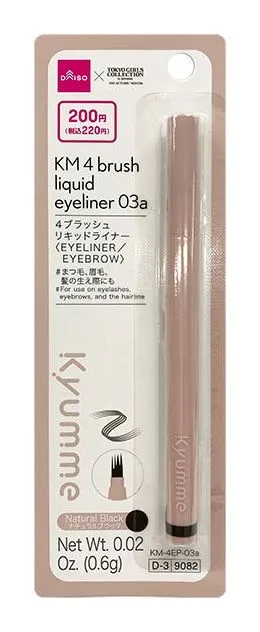 DAISO × TOKYO GIRLS COLLECTION
200円
(税込220円)
KM 4 brush
liquid
eyeliner 03a
4ブラッシュ
リキッドライナー
〈EYELINER/
EYEBROW〉
#まつ毛、眉毛、
髪の生え際にも
#For use on eyelashes,
eyebrows, and the hairline
Kyumme
Kyumme
Natural Black
ナチュラルブラック
Net Wt. 0.02
Oz. (0.6g)
KM-4EP-03a
D-3 9082